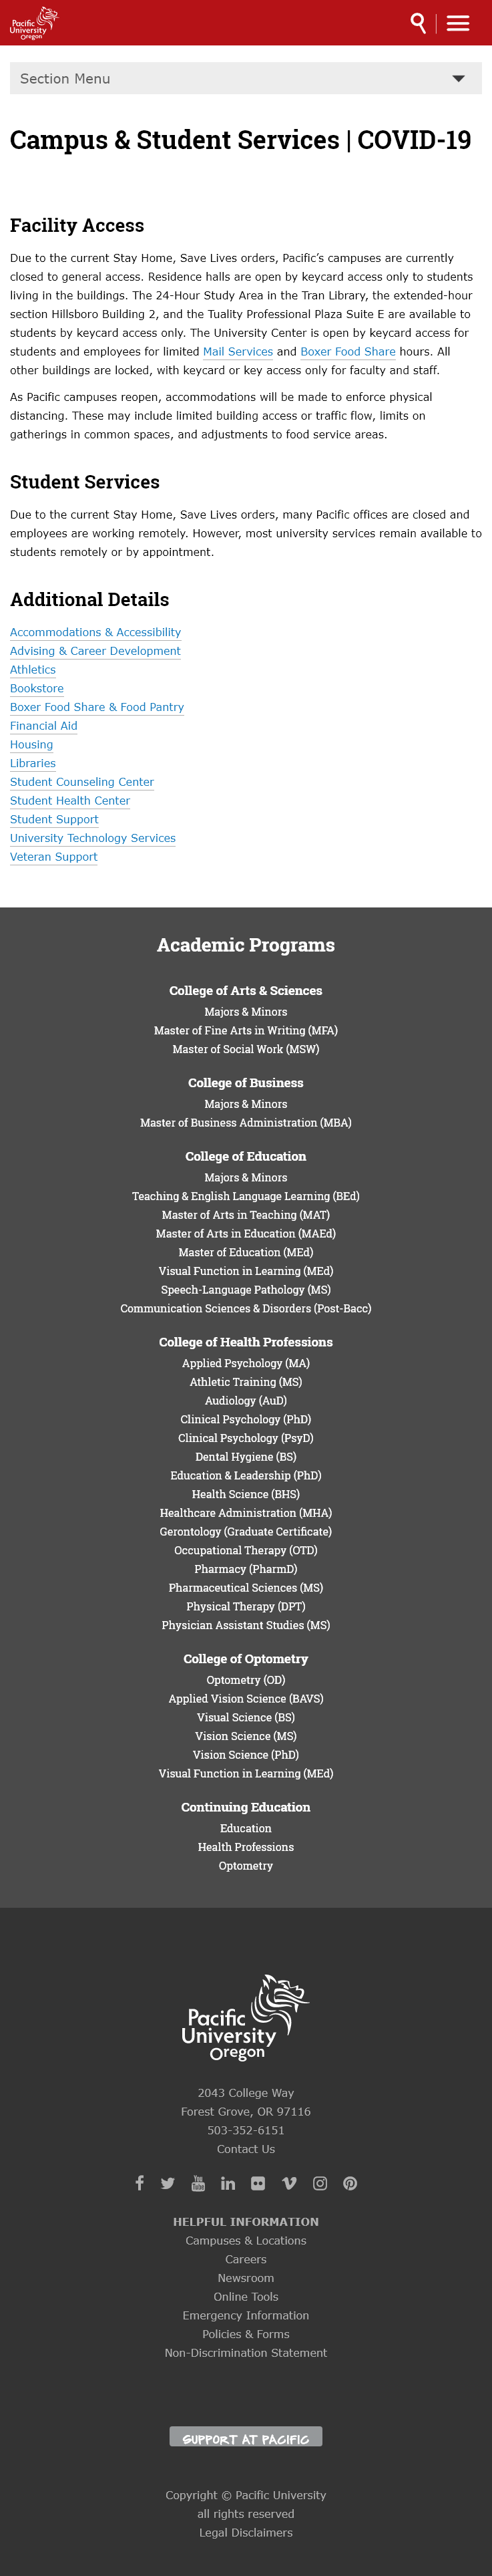 Pacific
University
Oregon
Section Menu
Campus & Student Services | COVID-19
Facility Access
Due to the current Stay Home, Save Lives orders, Pacific’s campuses are currently
closed to general access. Residence halls are open by keycard access only to students
living in the buildings. The 24-Hour Study Area in the Tran Library, the extended-hour
section Hillsboro Building 2, and the Tuality Professional Plaza Suite E are available to
students by keycard access only. The University Center is open by keycard access for
students and employees for limited Mail Services and Boxer Food Share hours. All
other buildings are locked, with keycard or key access only for faculty and staff.
As Pacific campuses reopen, accommodations will be made to enforce physical
distancing. These may include limited building access or traffic flow, limits on
gatherings in common spaces, and adjustments to food service areas.
Student Services
Due to the current Stay Home, Save Lives orders, many Pacific offices are closed and
employees are working remotely. However, most university services remain available to
students remotely or by appointment.
Additional Details
Accommodations & Accessibility
Advising & Career Development
Athletics
Bookstore
Boxer Food Share & Food Pantry
Financial Aid
Housing
Libraries
Student Counseling Center
Student Health Center
Student Support
University Technology Services
Veteran Support
Academic Programs
College of Arts & Sciences
Majors & Minors
Master of Fine Arts in Writing (MFA)
Master of Social Work (MSW)
College of Business
Majors & Minors
Master of Business Administration (MBA)
College of Education
Majors & Minors
Teaching & English Language Learning (BEd)
Master of Arts in Teaching (MAT)
Master of Arts in Education (MAEd)
Master of Education (MEd)
Visual Function in Learning (MEd)
Speech-Language Pathology (MS)
Communication Sciences & Disorders (Post-Bacc)
College of Health Professions
Applied Psychology (MA)
Athletic Training (MS)
Audiology (AuD)
Clinical Psychology (PhD)
Clinical Psychology (PsyD)
Dental Hygiene (BS)
Education & Leadership (PhD)
Health Science (BHS)
Healthcare Administration (MHA)
Gerontology (Graduate Certificate)
Occupational Therapy (OTD)
Pharmacy (PharmD)
Pharmaceutical Sciences (MS)
Physical Therapy (DPT)
Physician Assistant Studies (MS)
College of Optometry
Optometry (OD)
Applied Vision Science (BAVS)
Visual Science (BS)
Vision Science (MS)
Vision Science (PhD)
Visual Function in Learning (MEd)
Continuing Education
Education
Health Professions
Optometry
Pacific
University
Oregon
2043 College Way
Forest Grove, OR 97116
503-352-6151
Contact Us
HELPFUL INFORMATION
Campuses & Locations
Careers
Newsroom
Online Tools
Emergency Information
Policies & Forms
Non-Discrimination Statement
SUPPORT AT PACIFIC
Copyright © Pacific University
all rights reserved
Legal Disclaimers